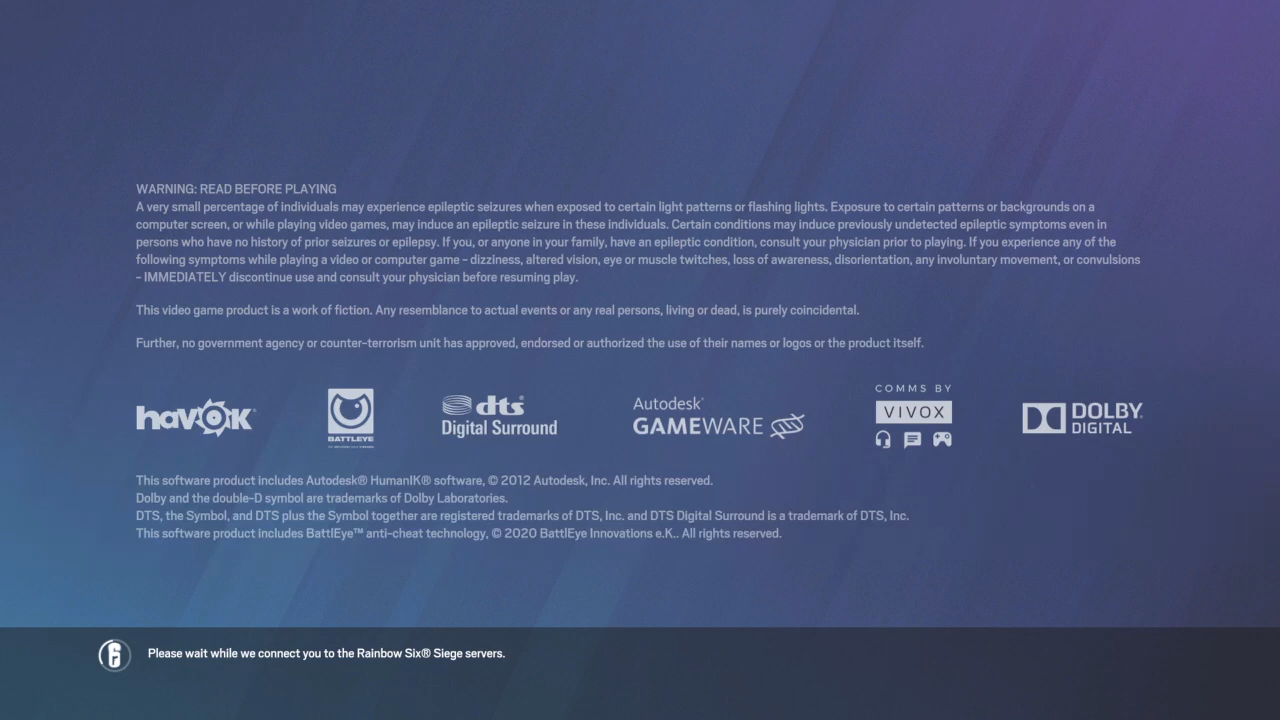 WARNING: READ BEFORE PLAYING
A very small percentage of individuals may experience epileptic seizures when exposed to certain light patterns or flashing lights. Exposure to certain patterns or backgrounds on a
computer screen, or while playing video games, may induce an epileptic seizure in these individuals. Certain conditions may induce previously undetected epileptic symptoms even in
persons who have no history of prior seizures or epilepsy. If you, or anyone in your family, have an epileptic condition, consult your physician prior to playing. If you experience any of the
following symptoms while playing a video or computer game - dizziness, altered vision, eye or muscle twitches, loss of awareness, disorientation, any involuntary movement, or convulsions
- IMMEDIATELY discontinue use and consult your physician before resuming play.
This video game product is a work of fiction. Any resemblance to actual events or any real persons, living or dead, is purely coincidental.
Further, no government agency or counter-terrorism unit has approved, endorsed or authorized the use of their names or logos or the product itself.
havok
BATTLEYE
dts
Digital Surround
Autodesk®
GAMEWARE
COMMS BY
VIVOX
DOLBY®
DIGITAL
This software product includes Autodesk® HumanIK® software, © 2012 Autodesk, Inc. All rights reserved.
Dolby and the double-D symbol are trademarks of Dolby Laboratories.
DTS, the Symbol, and DTS plus the Symbol together are registered trademarks of DTS, Inc. and DTS Digital Surround is a trademark of DTS, Inc.
This software product includes BattlEye™ anti-cheat technology, © 2020 BattlEye Innovations e.K.. All rights reserved.
Please wait while we connect you to the Rainbow Six® Siege servers.